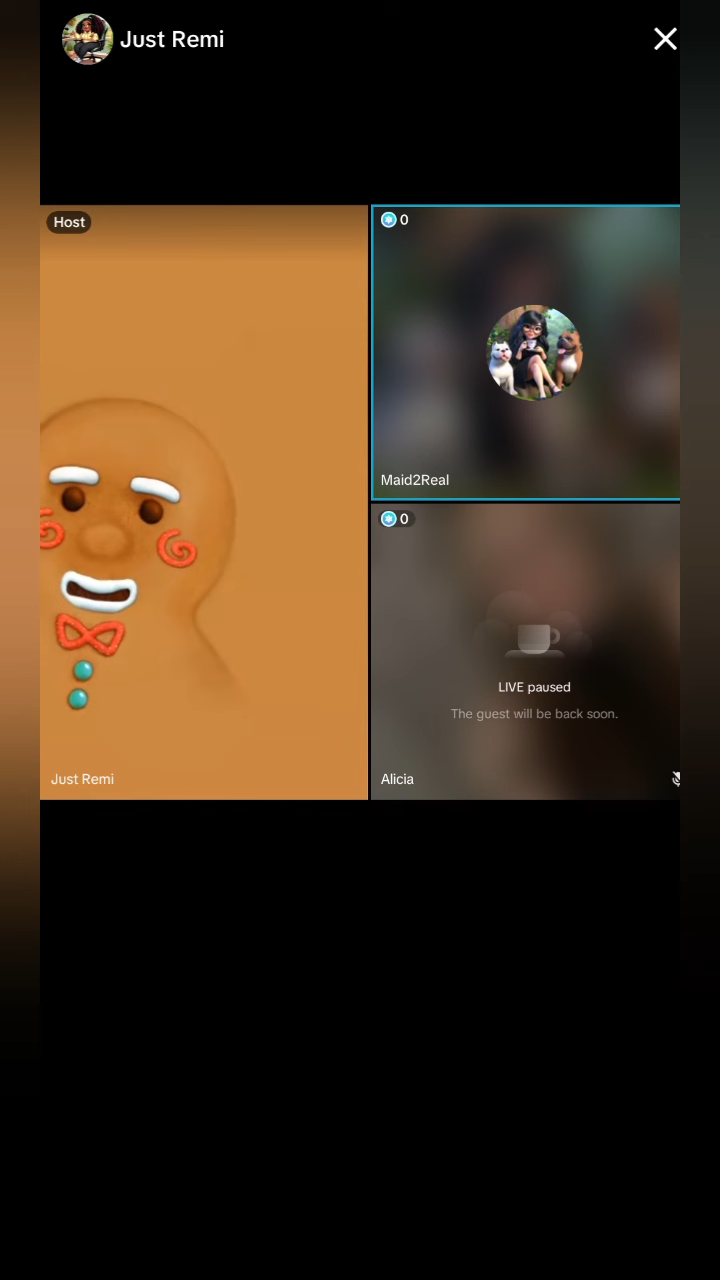 Just Remi
Host
0
Maid2Real
0
LIVE paused
The guest will be back soon.
Just Remi
Alicia